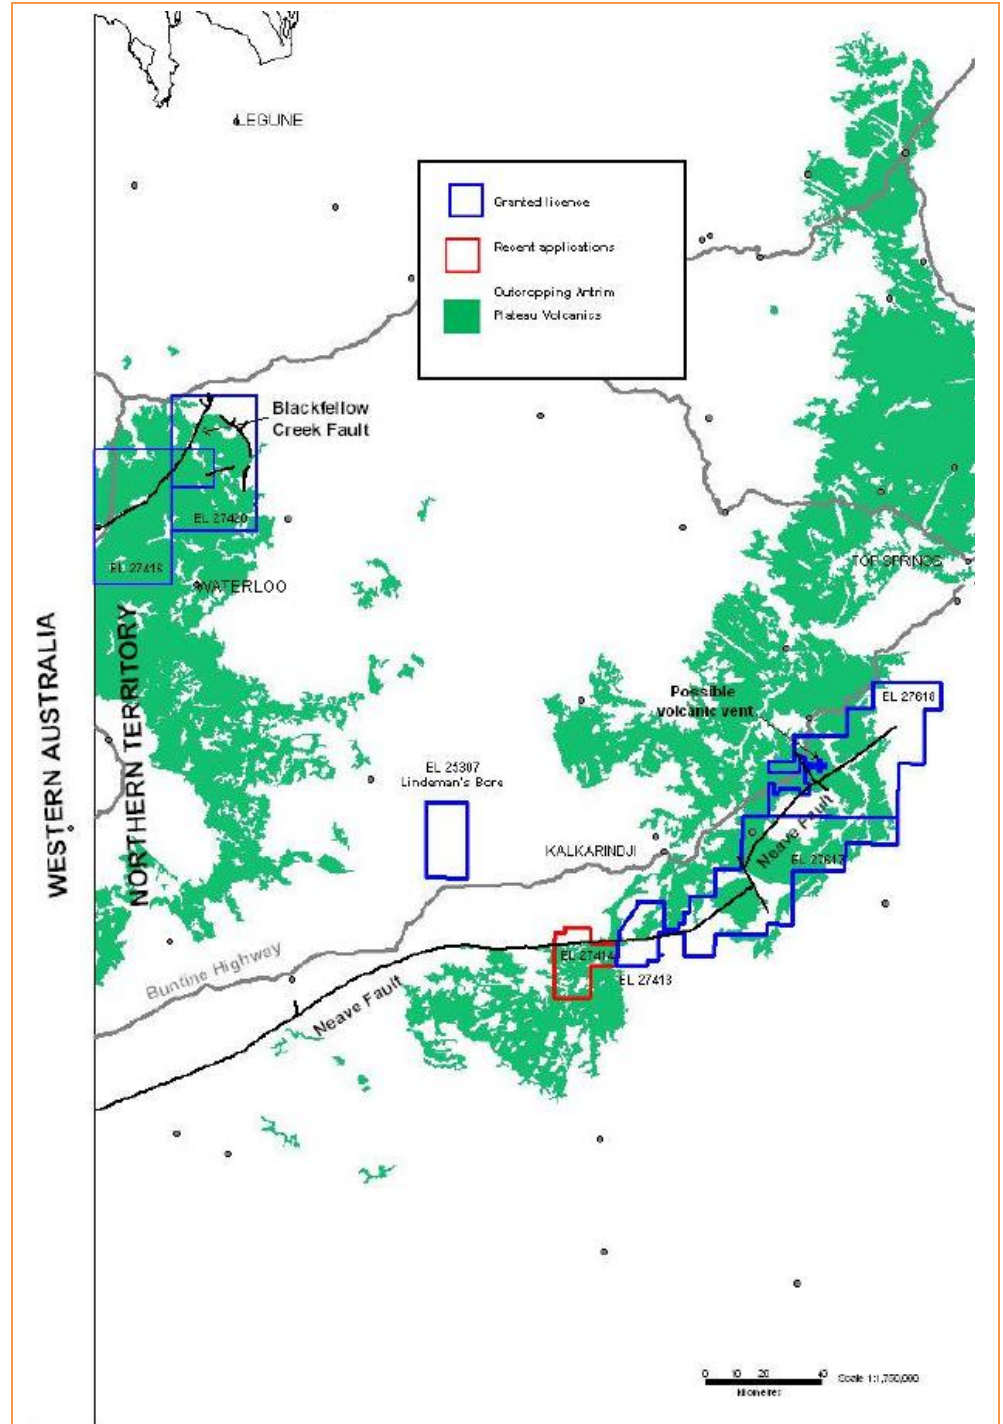 LEGUNE
Granted licence
Recent applications
Outcropping Antrim
Plateau Volcanics
Blackfellow
Creek Fault
EL 27420
EL 27416
WATERLOO
TOP SPRINGS
WESTERN AUSTRALIA
NORTHERN TERRITORY
Possible
volcanic vent
EL 27618
EL 25307
Lindeman's Bore
KALKARINDJI
Neave Fault
EL 27617
Buntine Highway
Neave Fault
EL 27414
EL 27413
0 10 20 40 Scale 1:1,750,000
kilometres